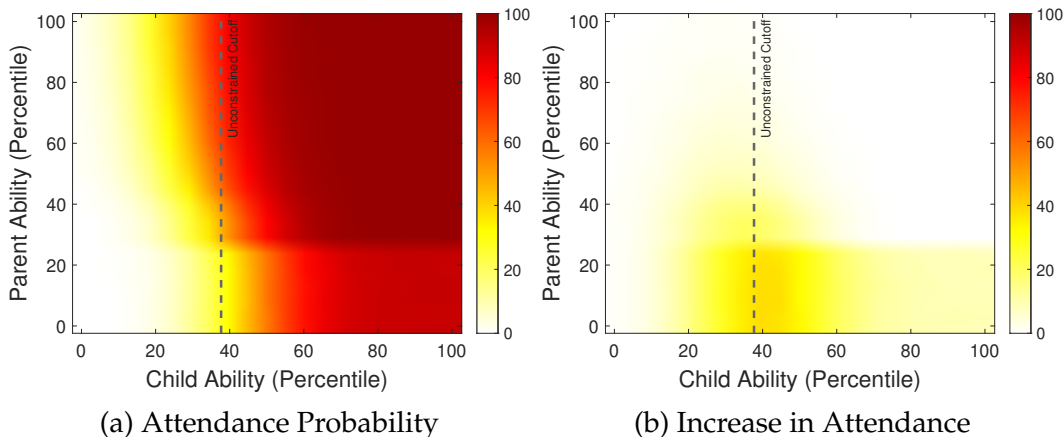 100
80
60
40
20
0
Parent Ability (Percentile)
Unconstrained Cutoff
0 20 40 60 80 100
Child Ability (Percentile)
100
80
60
40
20
0
(a) Attendance Probability
100
80
60
40
20
0
Parent Ability (Percentile)
Unconstrained Cutoff
0 20 40 60 80 100
Child Ability (Percentile)
100
80
60
40
20
0
(b) Increase in Attendance